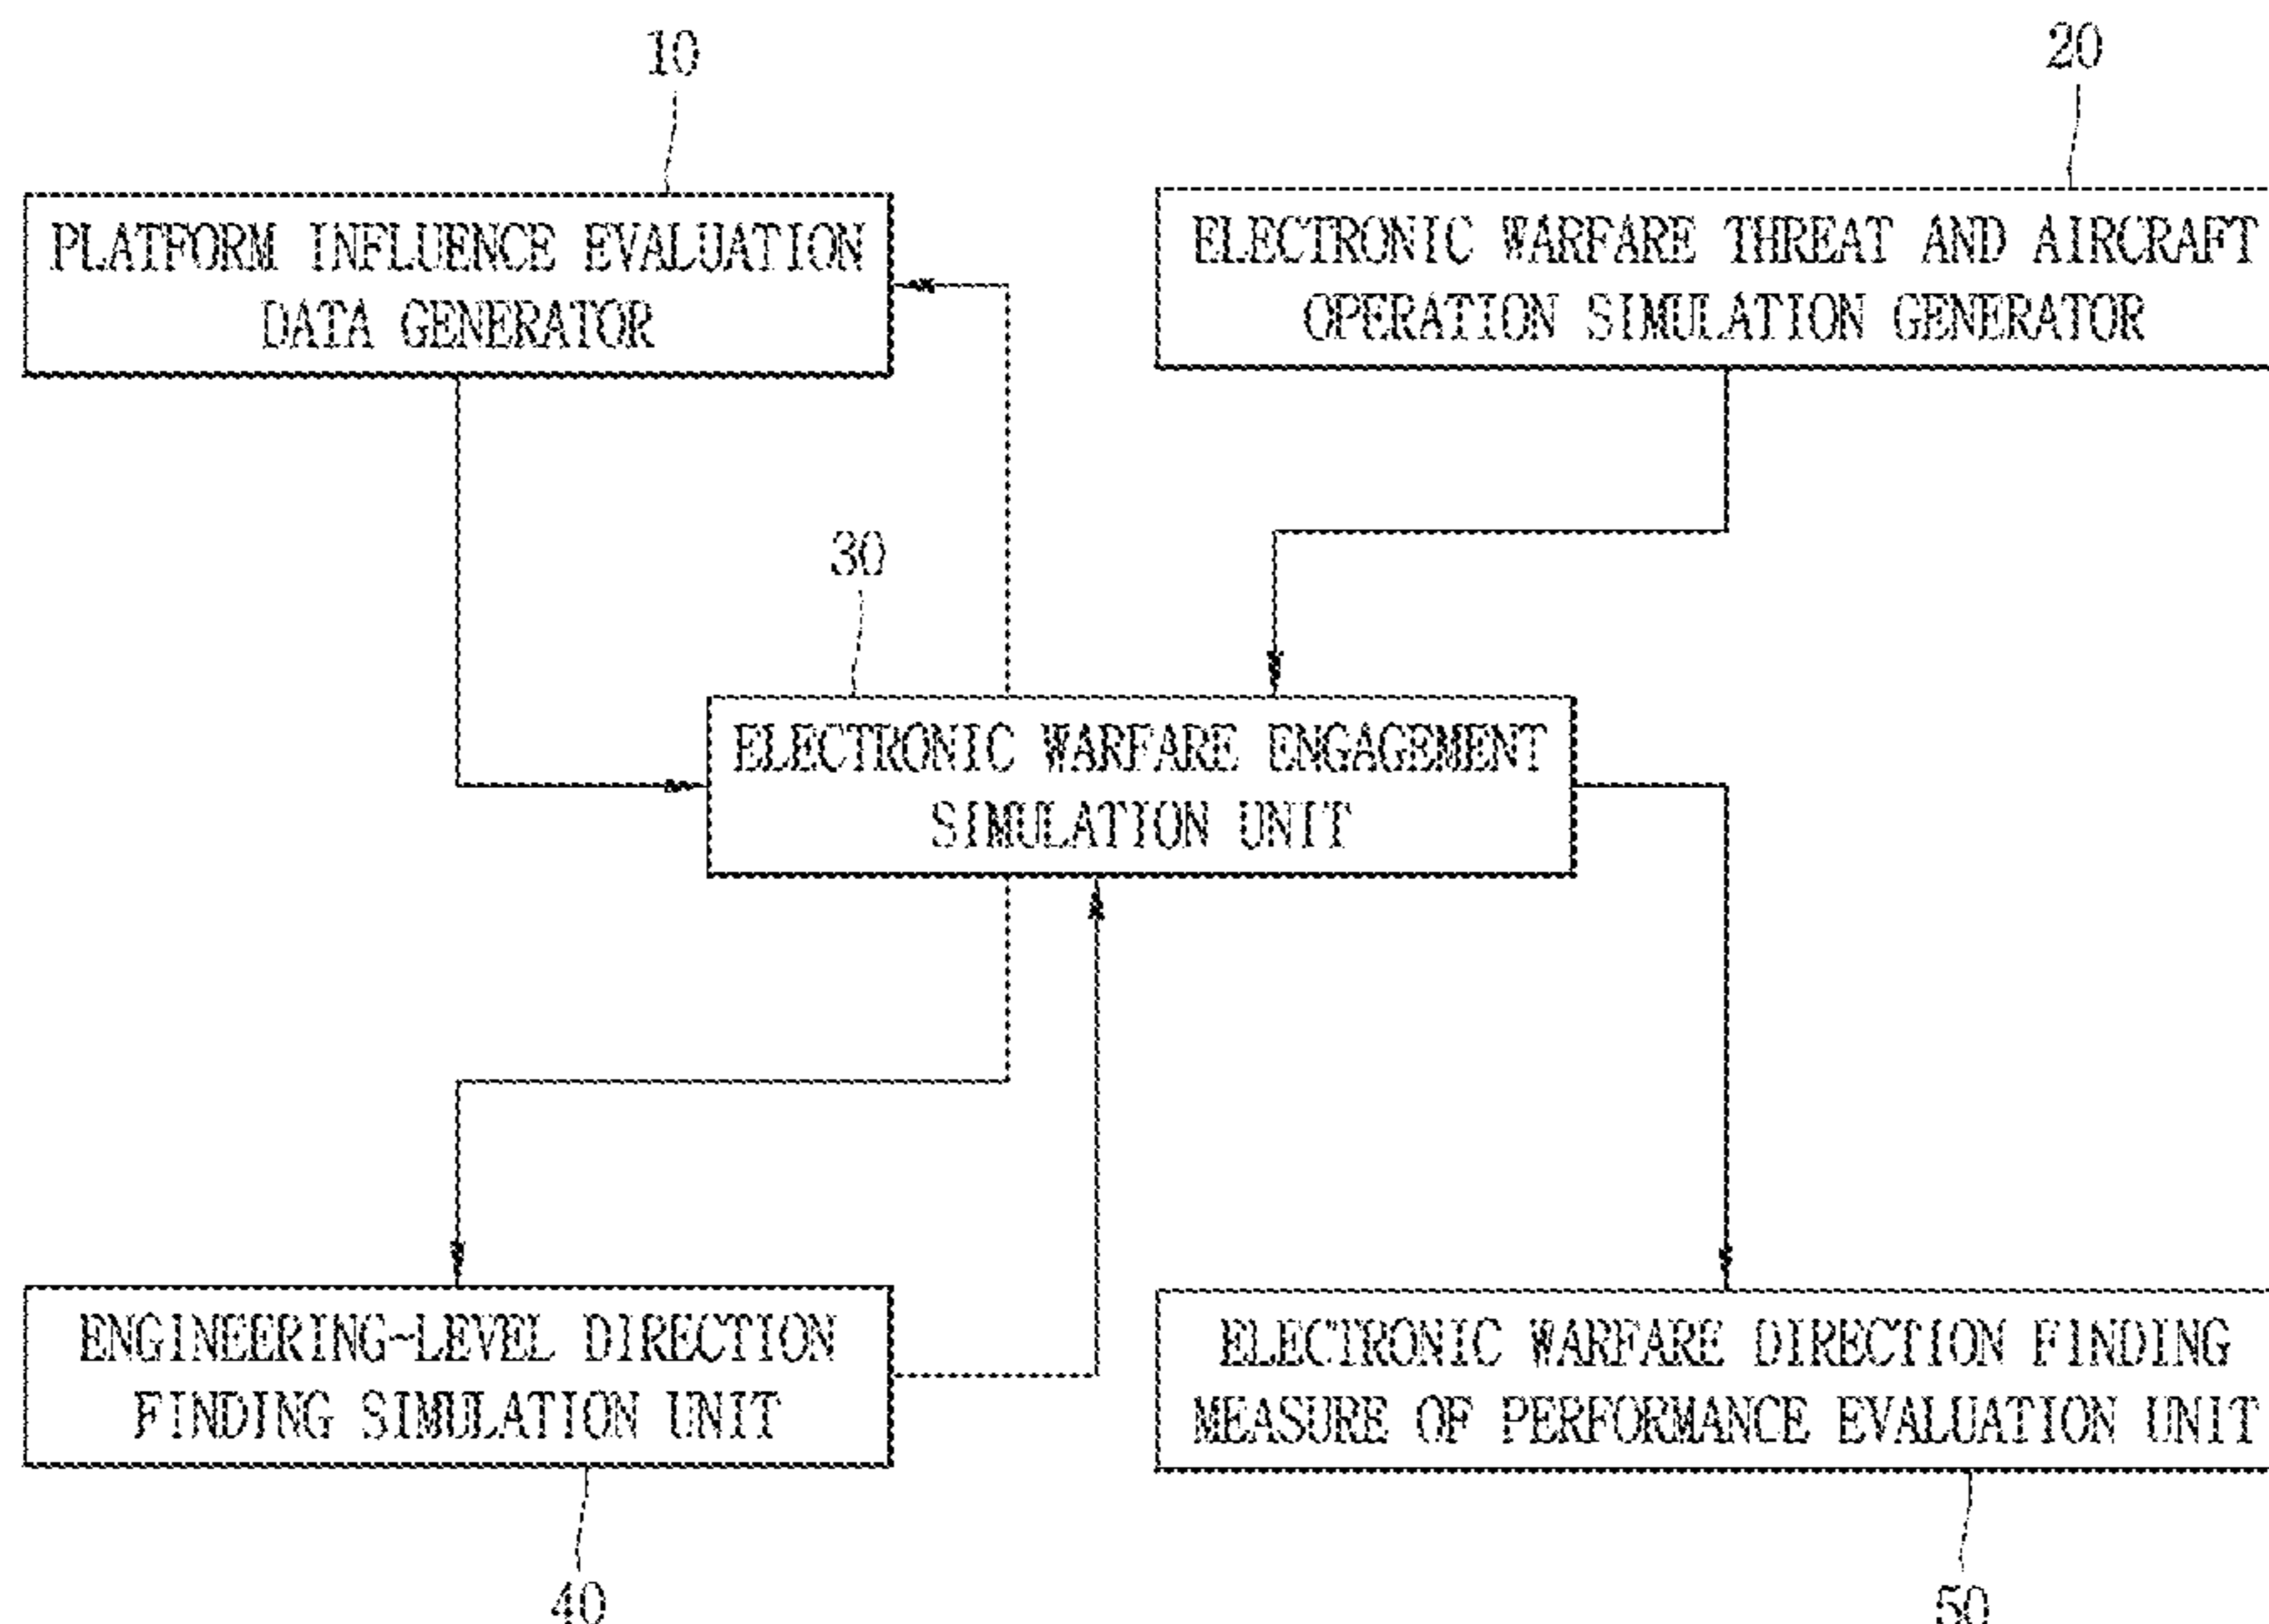 10
20
PLATFORM INFLUENCE EVALUATION
DATA GENERATOR
ELECTRONIC WARFARE THREAT AND AIRCRAFT
OPERATION SIMULATION GENERATOR
30
ELECTRONIC WARFARE ENGAGEMENT
SIMULATION UNIT
ENGINEERING-LEVEL DIRECTION
FINDING SIMULATION UNIT
ELECTRONIC WARFARE DIRECTION FINDING
MEASURE OF PERFORMANCE EVALUATION UNIT
40
50